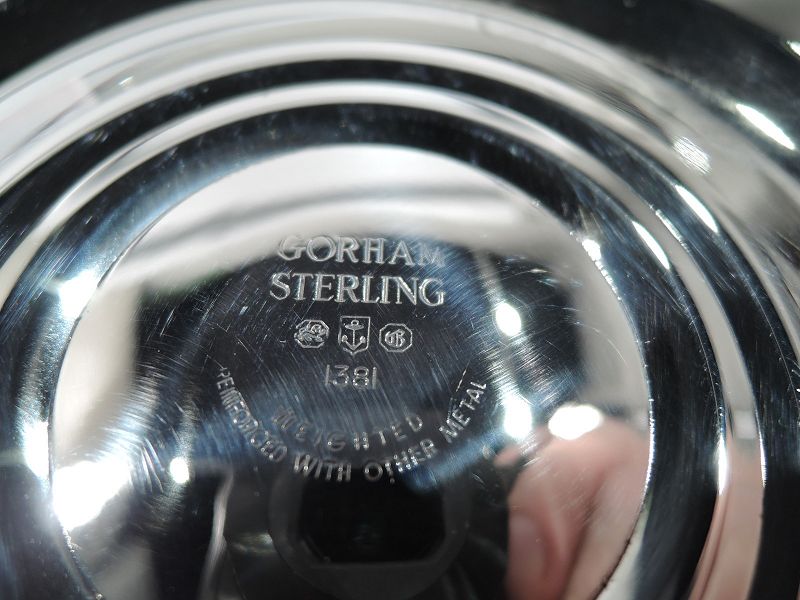 GORHAM
STERLING
1381
WEIGHTED
REINFORCED WITH OTHER METAL